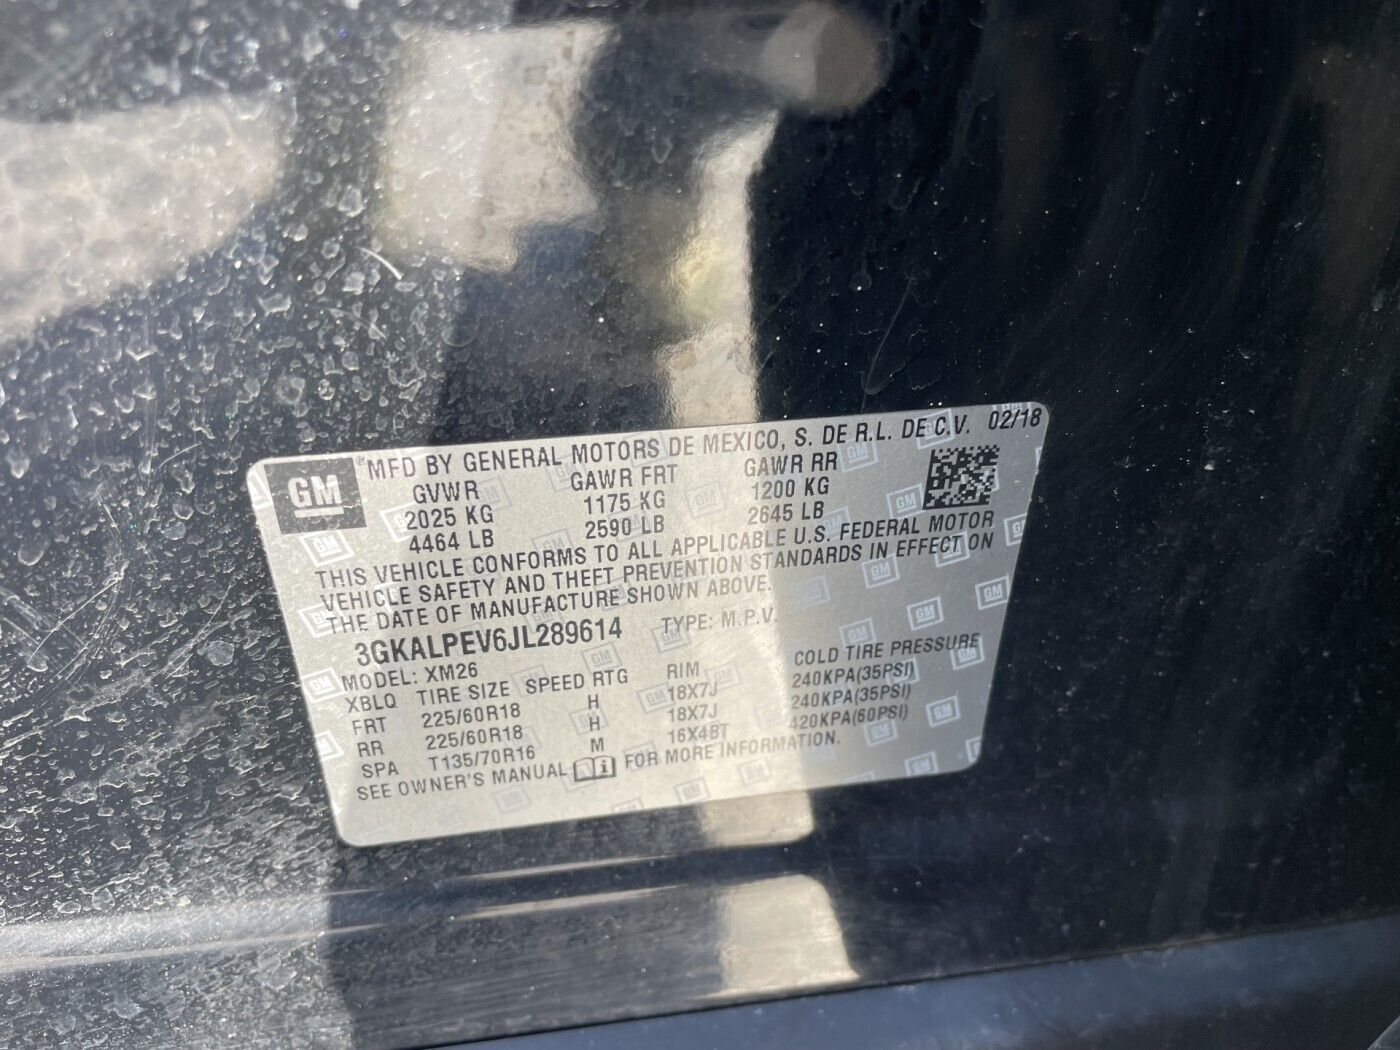 GM MFD BY GENERAL MOTORS DE MEXICO, S. DE R.L. DE C.V. 02/18
GVWR GAWR FRT GAWR RR
2025 KG 1175 KG 1200 KG
4464 LB 2590 LB 2645 LB
THIS VEHICLE CONFORMS TO ALL APPLICABLE U.S. FEDERAL MOTOR
VEHICLE SAFETY AND THEFT PREVENTION STANDARDS IN EFFECT ON
THE DATE OF MANUFACTURE SHOWN ABOVE.
3GKALPEV6JL289614 TYPE: M.P.V.
MODEL: XM26
XBLQ TIRE SIZE SPEED RTG RIM COLD TIRE PRESSURE
FRT 225/60R18 H 18X7J 240KPA(35PSI)
RR 225/60R18 H 18X7J 240KPA(35PSI)
SPA T135/70R16 M 16X4BT 420KPA(60PSI)
SEE OWNER'S MANUAL i FOR MORE INFORMATION.